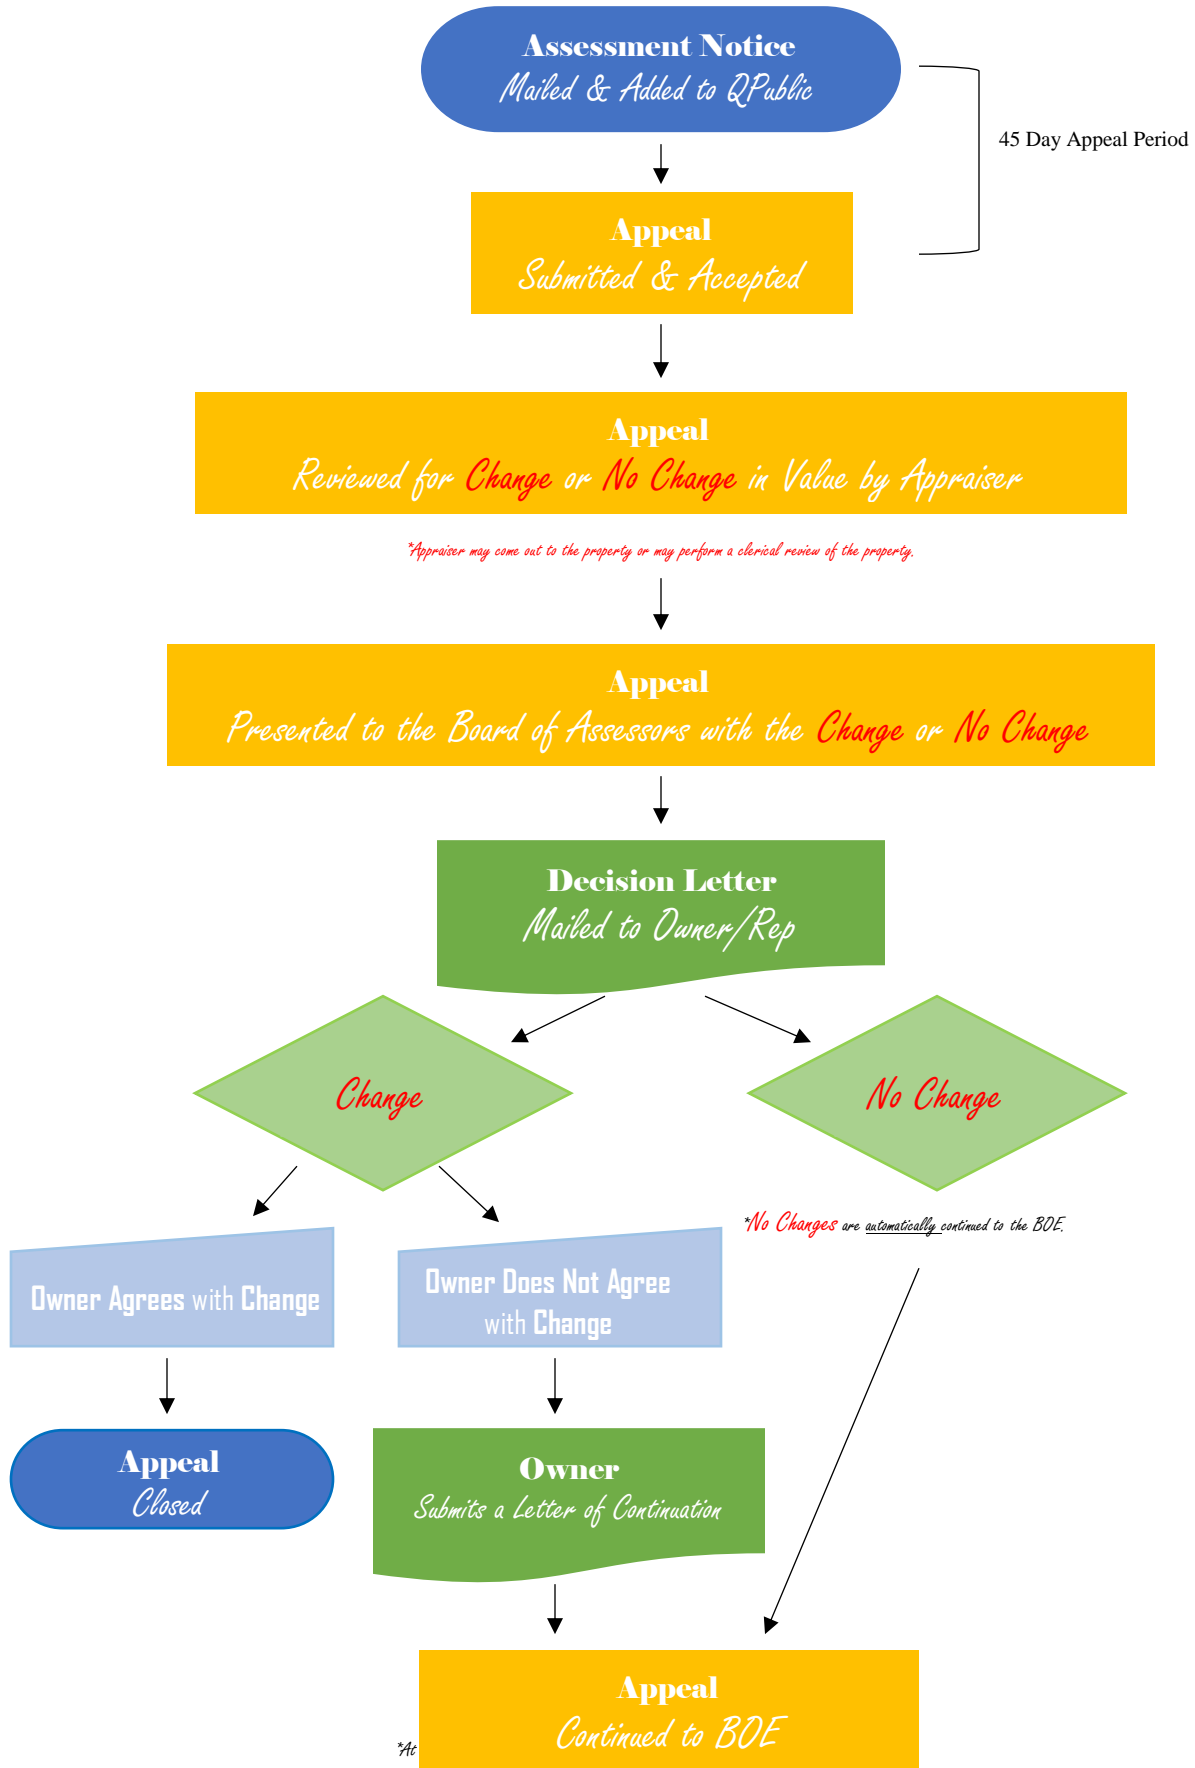 Assessment Notice
Mailed & Added to QPublic
45 Day Appeal Period
Appeal
Submitted & Accepted
Appeal
Reviewed for Change or No Change in Value by Appraiser
*Appraiser may come out to the property or may perform a clerical review of the property.
Appeal
Presented to the Board of Assessors with the Change or No Change
Decision Letter
Mailed to Owner/Rep
Change
No Change
*No Changes are automatically continued to the BOE.
Owner Agrees with Change
Owner Does Not Agree
with Change
Appeal
Closed
Owner
Submits a Letter of Continuation
Appeal
Continued to BOE
*At